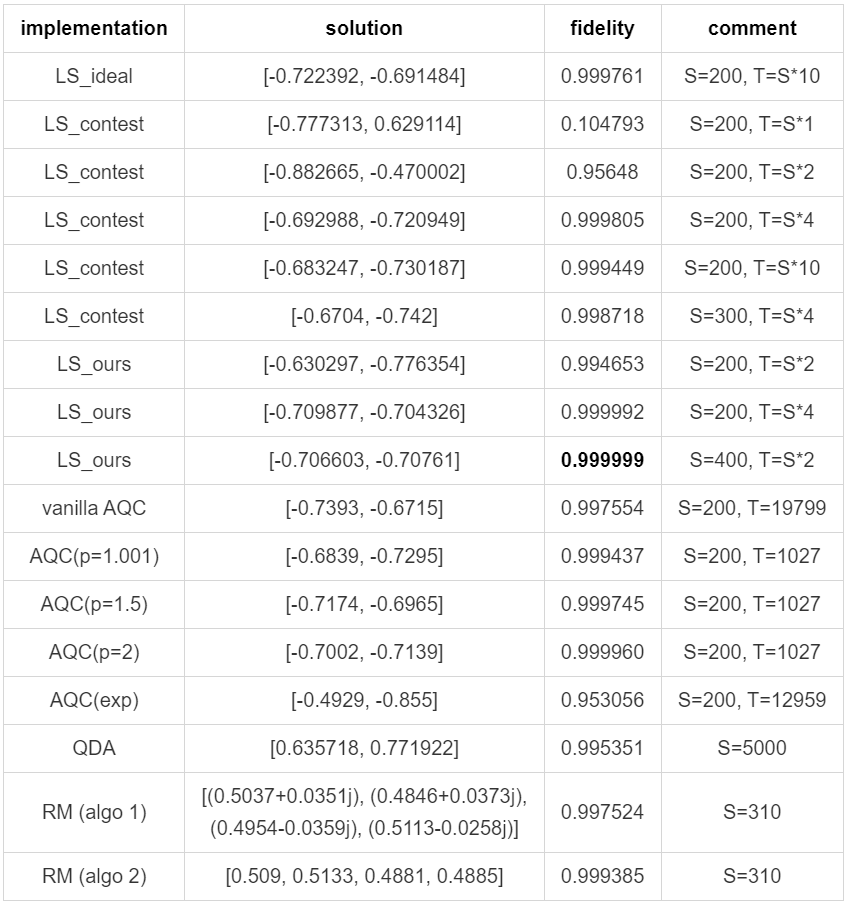 implementation solution fidelity comment
LS_ideal [-0.722392, -0.691484] 0.999761 S=200, T=S*10
LS_contest [-0.777313, 0.629114] 0.104793 S=200, T=S*1
LS_contest [-0.882665, -0.470002] 0.95648 S=200, T=S*2
LS_contest [-0.692988, -0.720949] 0.999805 S=200, T=S*4
LS_contest [-0.683247, -0.730187] 0.999449 S=200, T=S*10
LS_contest [-0.6704, -0.742] 0.998718 S=300, T=S*4
LS_ours [-0.630297, -0.776354] 0.994653 S=200, T=S*2
LS_ours [-0.709877, -0.704326] 0.999992 S=200, T=S*4
LS_ours [-0.706603, -0.70761] 0.999999 S=400, T=S*2
vanilla AQC [-0.7393, -0.6715] 0.997554 S=200, T=19799
AQC(p=1.001) [-0.6839, -0.7295] 0.999437 S=200, T=1027
AQC(p=1.5) [-0.7174, -0.6965] 0.999745 S=200, T=1027
AQC(p=2) [-0.7002, -0.7139] 0.999960 S=200, T=1027
AQC(exp) [-0.4929, -0.855] 0.953056 S=200, T=12959
QDA [0.635718, 0.771922] 0.995351 S=5000
RM (algo 1) [(0.5037+0.0351j), (0.4846+0.0373j),
(0.4954-0.0359j), (0.5113-0.0258j)] 0.997524 S=310
RM (algo 2) [0.509, 0.5133, 0.4881, 0.4885] 0.999385 S=310